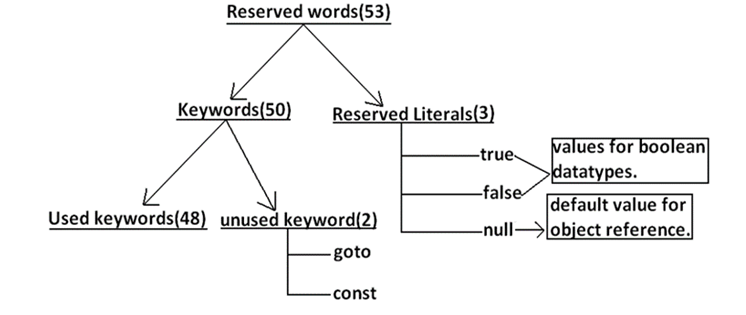 Reserved words(53)
Keywords(50)
Reserved Literals(3)
true
values for boolean
datatypes.
false
Used keywords(48)
unused keyword(2)
default value for
object reference.
null
goto
const